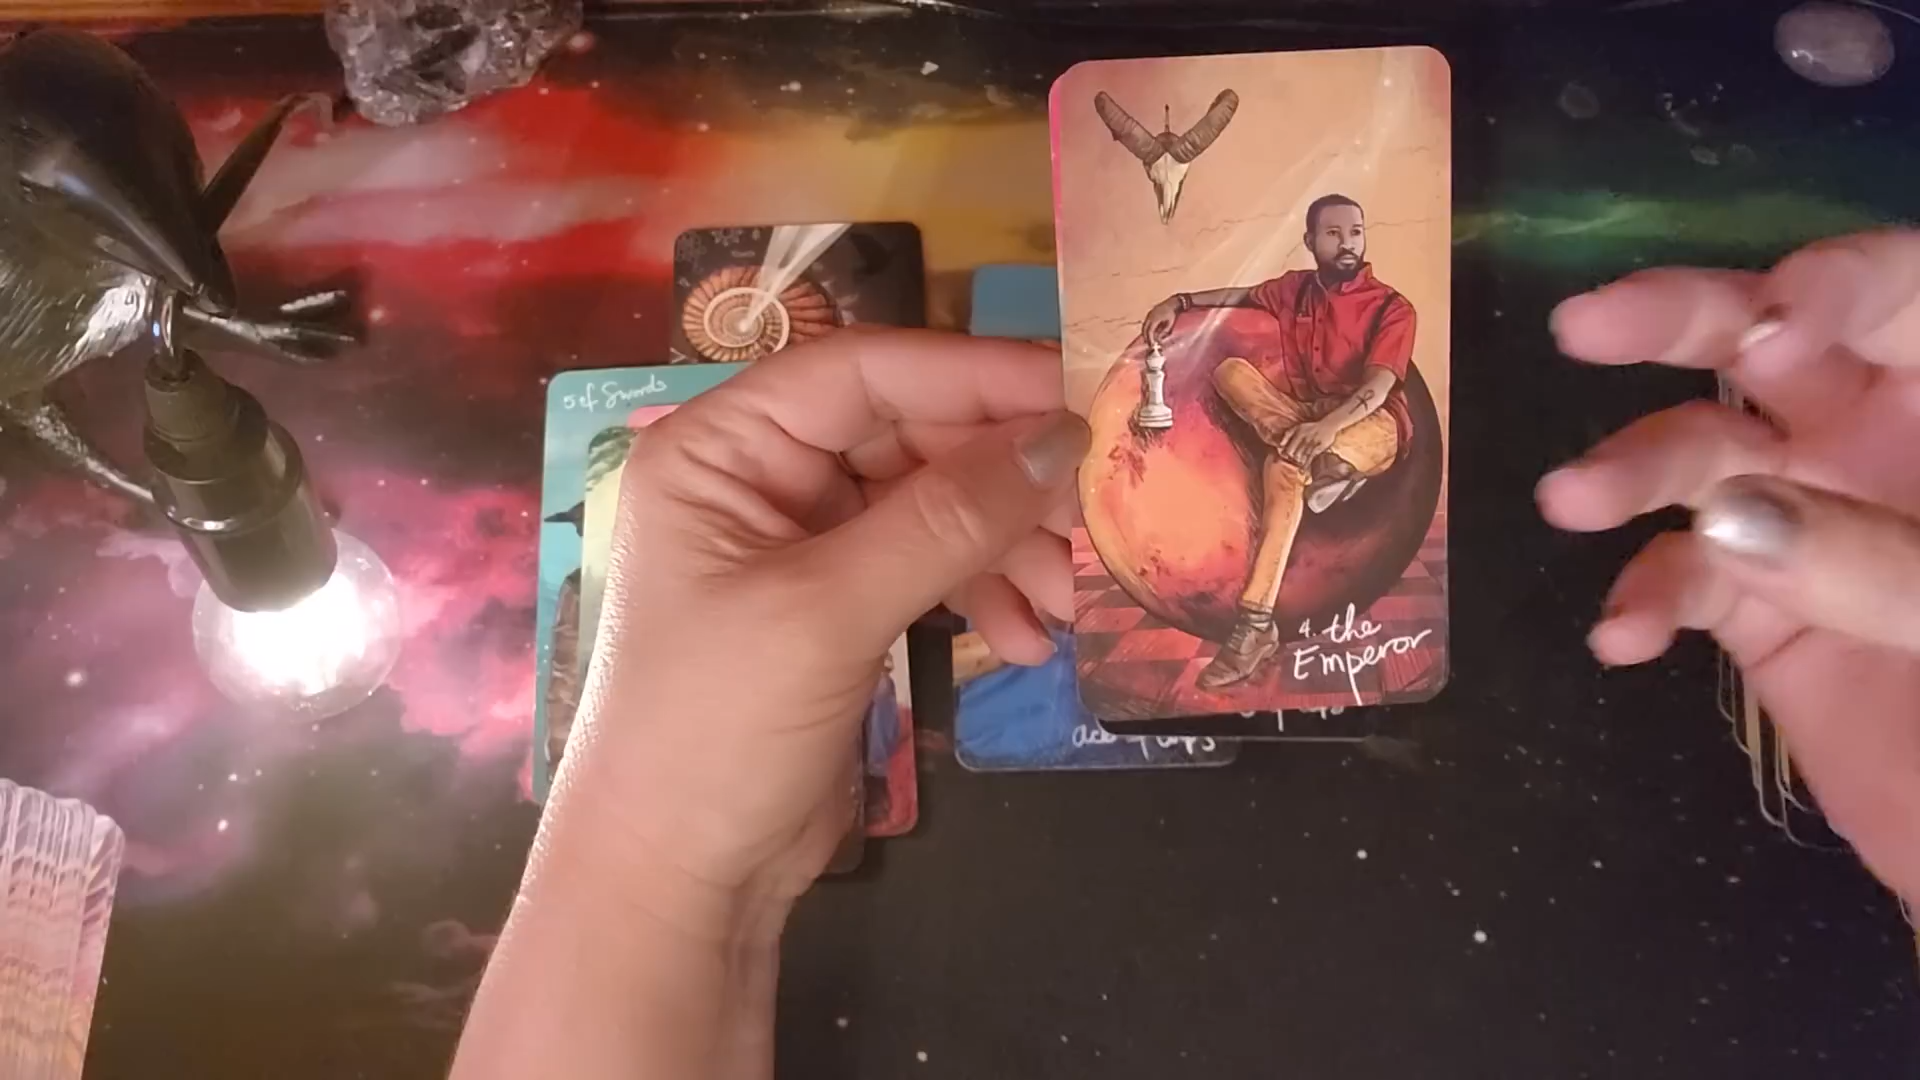 5 of Swords
4. the
Emperor
ace of cups